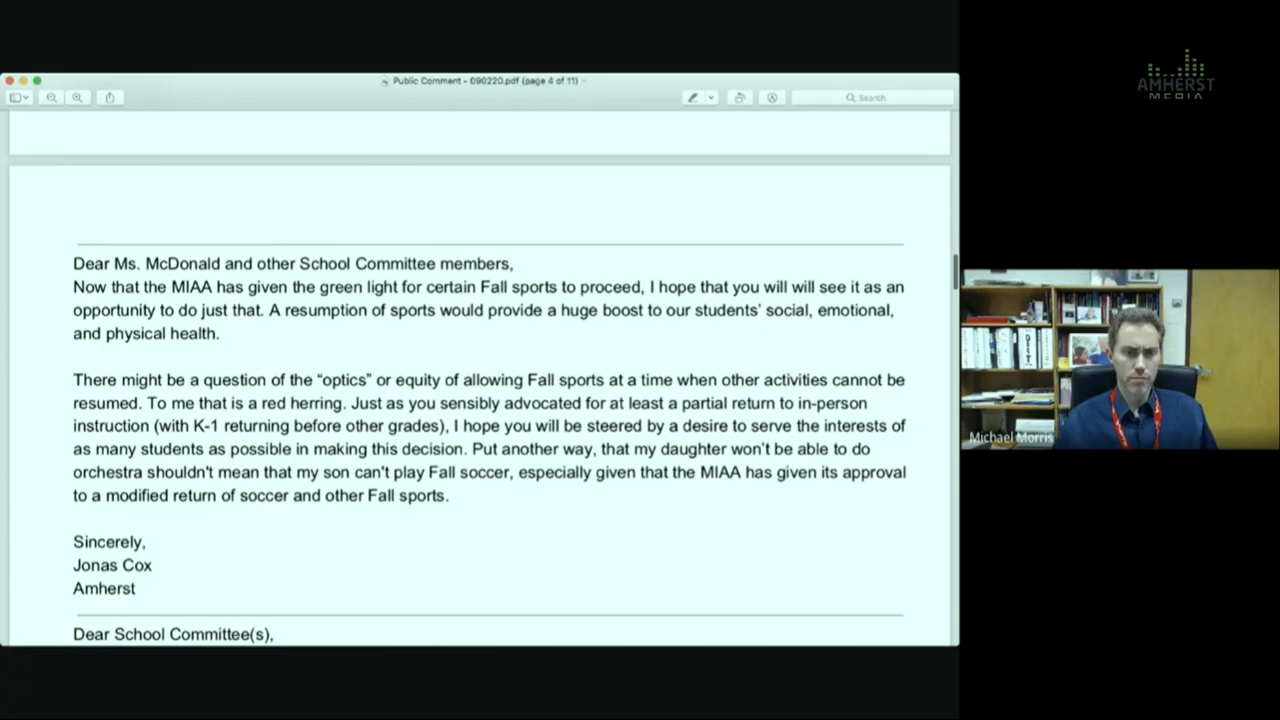 Public Comment - 090220.pdf (page 4 of 11)
Search
AMHERST
MEDIA
Dear Ms. McDonald and other School Committee members,
Now that the MIAA has given the green light for certain Fall sports to proceed, I hope that you will will see it as an
opportunity to do just that. A resumption of sports would provide a huge boost to our students' social, emotional,
and physical health.
There might be a question of the “optics” or equity of allowing Fall sports at a time when other activities cannot be
resumed. To me that is a red herring. Just as you sensibly advocated for at least a partial return to in-person
instruction (with K-1 returning before other grades), I hope you will be steered by a desire to serve the interests of
as many students as possible in making this decision. Put another way, that my daughter won't be able to do
orchestra shouldn't mean that my son can't play Fall soccer, especially given that the MIAA has given its approval
to a modified return of soccer and other Fall sports.
Sincerely,
Jonas Cox
Amherst
Dear School Committee(s),
Michael Morris